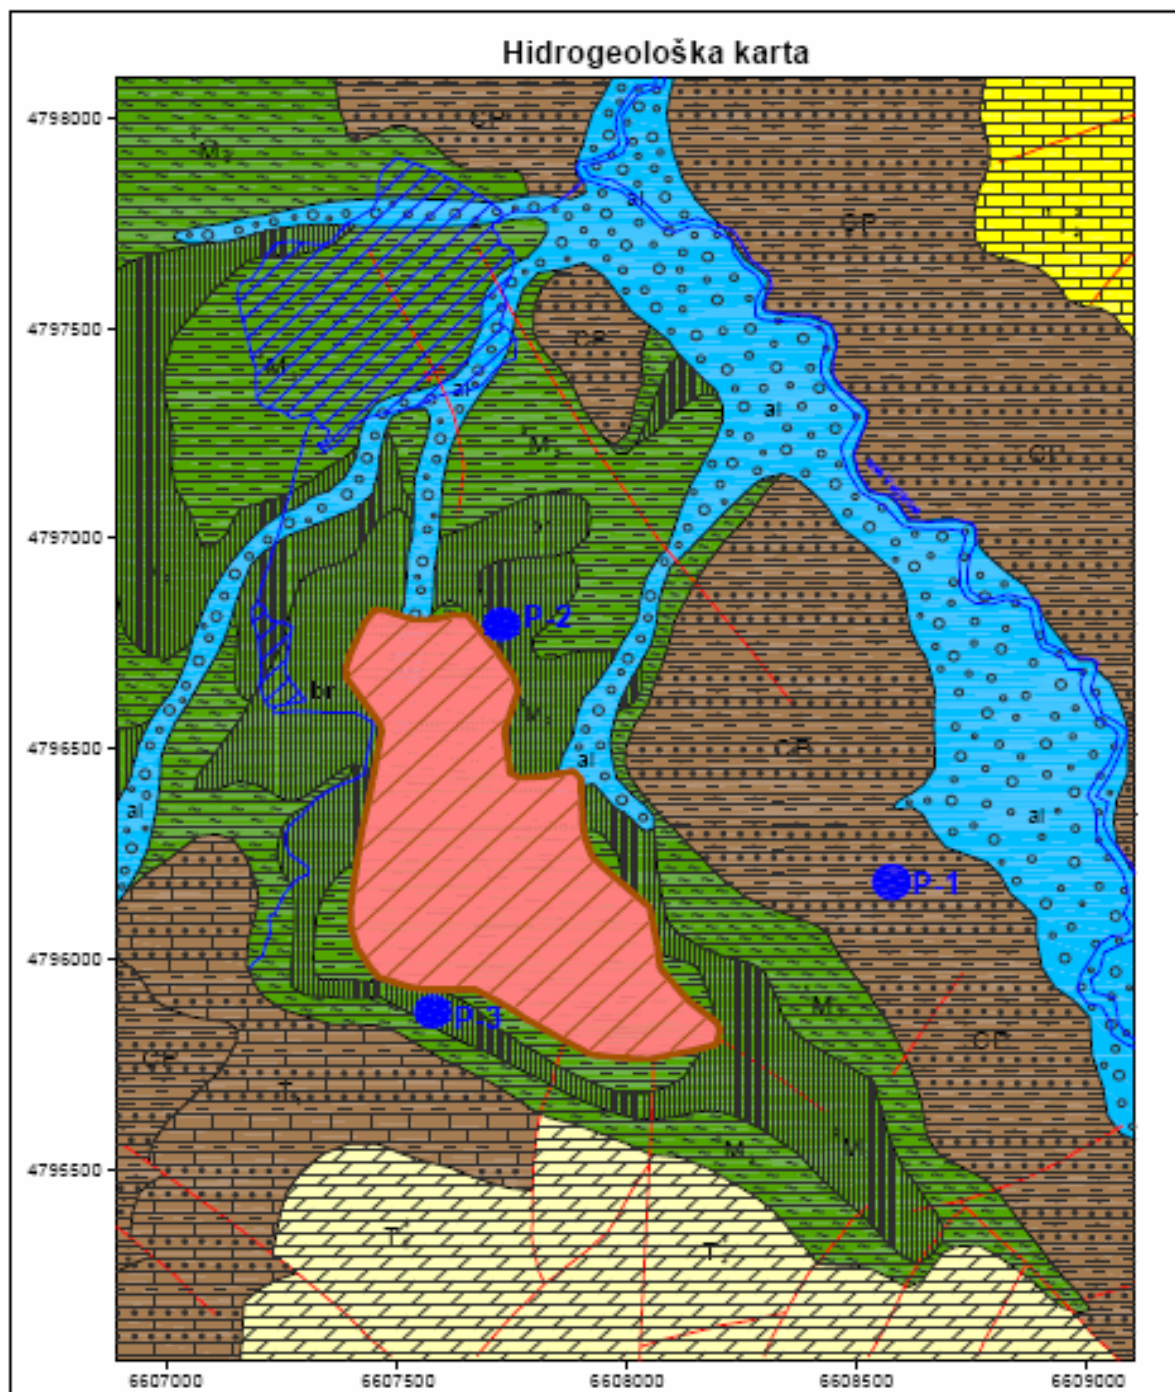 Hidrogeološka karta
4798000
CP
M
al
CP
4797500
CP
M
al
al
M
CP
4797000
P-2
br
M
4796500
al
CP
al
al
P-1
4796000
P-3
M
CP
CP
T
4795500
M
M
T
T
6607000
6607500
6608000
6608500
6609000